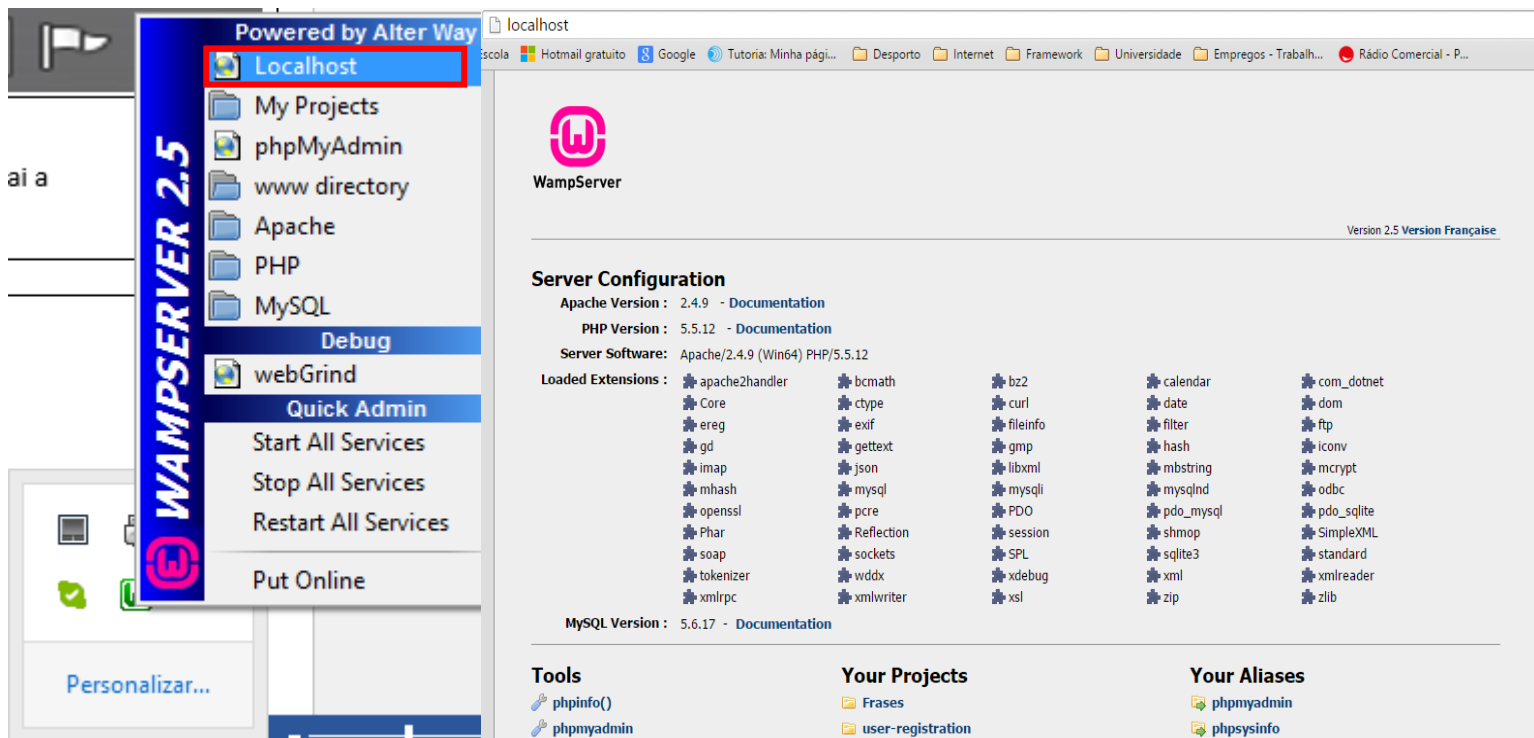 ai a
Powered by Alter Way
Localhost
My Projects
phpMyAdmin
www directory
Apache
PHP
MySQL
Debug
webGrind
Quick Admin
Start All Services
Stop All Services
Restart All Services
Put Online
WAMPSERVER 2.5
Personalizar...
localhost
scola Hotmail gratuito Google Tutoria: Minha pági... Desporto Internet Framework Universidade Empregos - Trabalh... Rádio Comercial - P...
WampServer
Version 2.5 Version Française
Server Configuration
Apache Version : 2.4.9 - Documentation
PHP Version : 5.5.12 - Documentation
Server Software: Apache/2.4.9 (Win64) PHP/5.5.12
Loaded Extensions : apache2handler bcmath bz2 calendar com_dotnet
Core ctype curl date dom
ereg exif fileinfo filter ftp
gd gettext gmp hash iconv
imap json libxml mbstring mcrypt
mhash mysql mysqli mysqlnd odbc
openssl pcre PDO pdo_mysql pdo_sqlite
Phar Reflection session shmop SimpleXML
soap sockets SPL sqlite3 standard
tokenizer wddx xdebug xml xmlreader
xmlrpc xmlwriter xsl zip zlib
MySQL Version : 5.6.17 - Documentation
Tools Your Projects Your Aliases
phpinfo() Frases phpmyadmin
phpmyadmin user-registration phpsysinfo